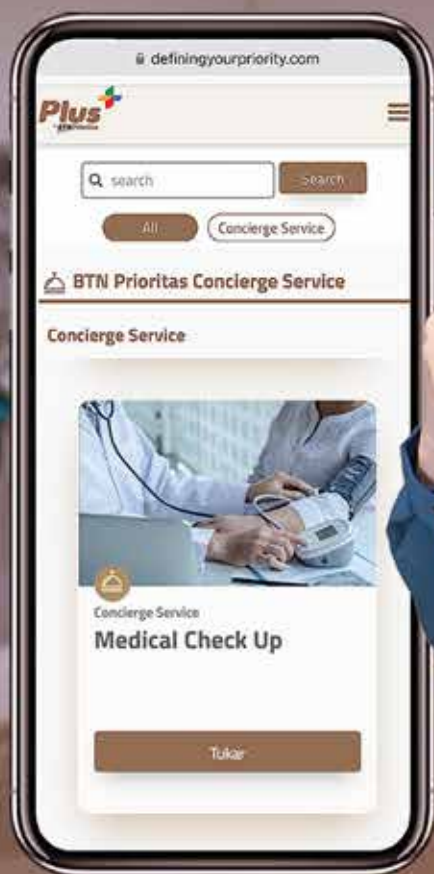 definingyourpriority.com
Plus
search
Search
All
Concierge Service
BTN Prioritas Concierge Service
Concierge Service
Concierge Service
Medical Check Up
Tukar